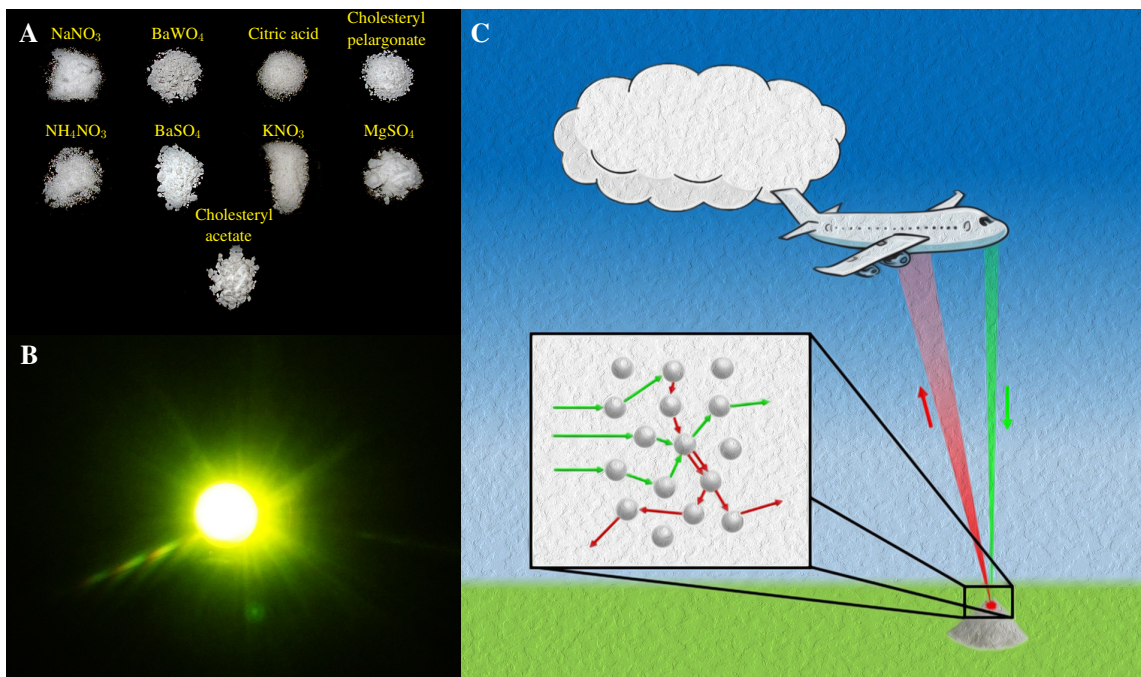 A
NaNO₃
BaWO₄
Citric acid
Cholesteryl
pelargonate
NH₄NO₃
BaSO₄
KNO₃
MgSO₄
Cholesteryl
acetate
B
C